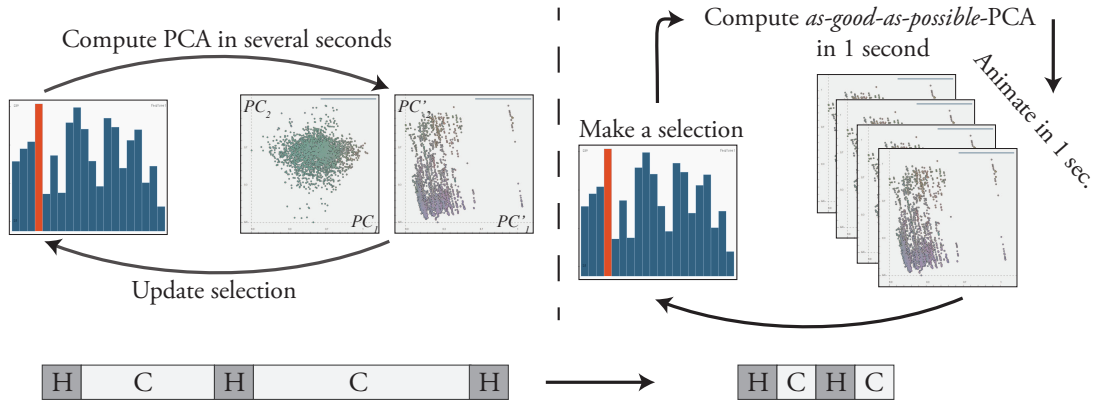 Compute PCA in several seconds
PC₂
PC₁
PC'₂
PC'₁
Update selection
Compute as-good-as-possible-PCA
in 1 second
Animate in 1 sec.
Make a selection
H C H C H
H C H C